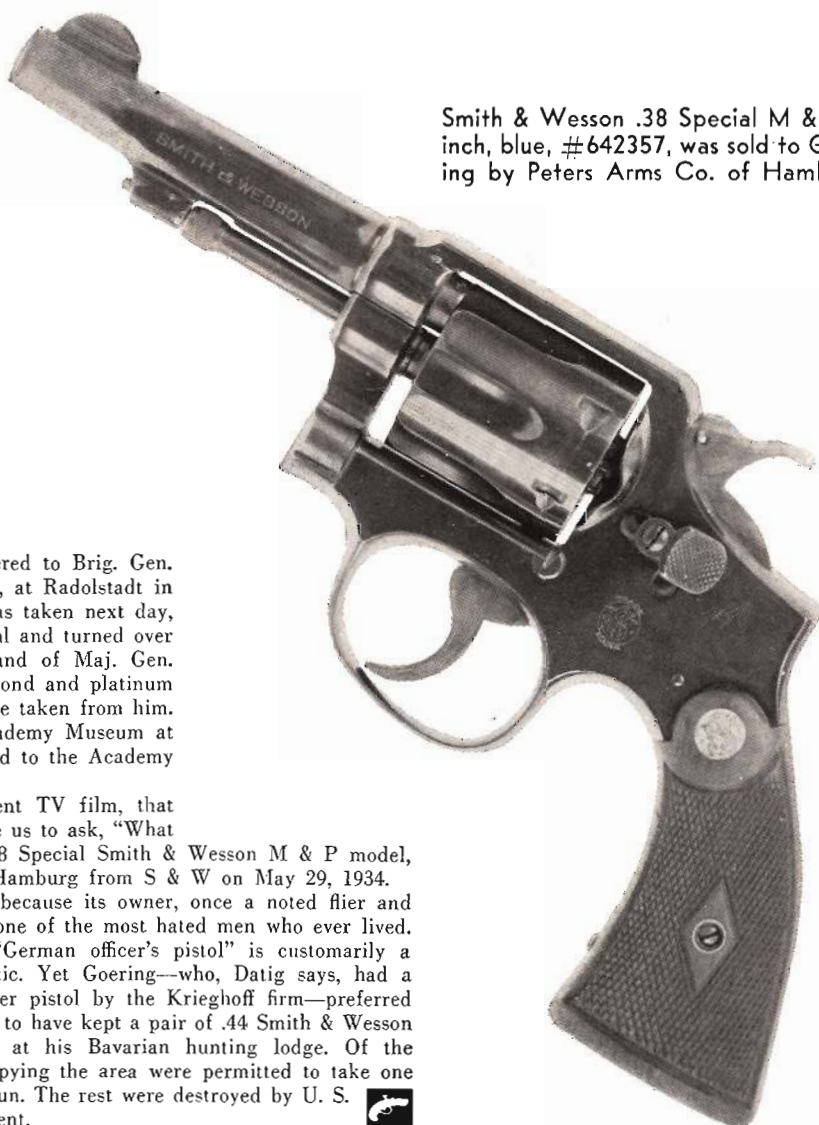 Smith & Wesson .38 Special M &
inch, blue, #642357, was sold to G
ing by Peters Arms Co. of Haml
SMITH & WESSON
ered to Brig. Gen.
, at Radolstadt in
as taken next day,
al and turned over
and of Maj. Gen.
ond and platinum
e taken from him.
ademy Museum at
d to the Academy
ent TV film, that
e us to ask, “What
8 Special Smith & Wesson M & P model,
Hamburg from S & W on May 29, 1934.
because its owner, once a noted flier and
one of the most hated men who ever lived.
“German officer’s pistol” is customarily a
tic. Yet Goering—who, Datig says, had a
er pistol by the Krieghoff firm—preferred
to have kept a pair of .44 Smith & Wesson
at his Bavarian hunting lodge. Of the
pying the area were permitted to take one
un. The rest were destroyed by U. S.
ent.